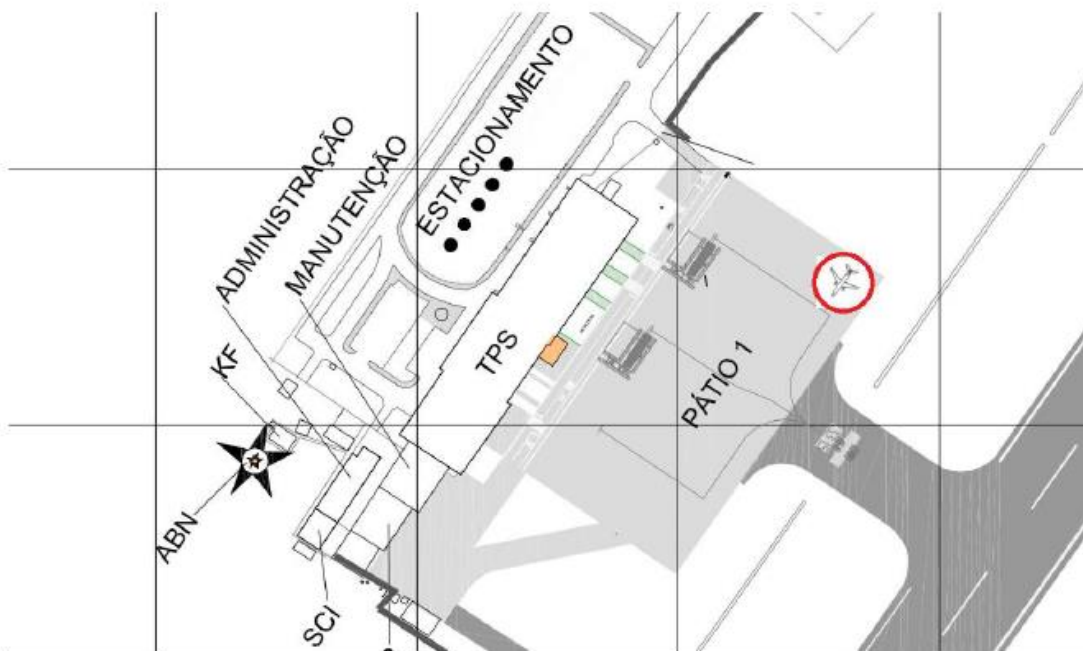 ESTACIONAMENTO
ADMINISTRAÇÃO
MANUTENÇÃO
TPS
KF
PÁTIO 1
ABN
SCI